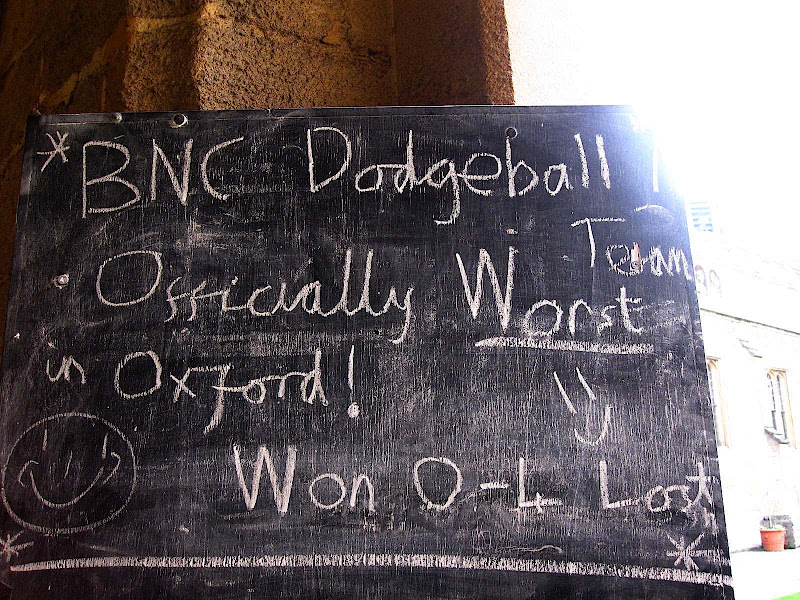 * BNC Dodgeball
Team
Officially Worst
in Oxford!
Won 0-4 Lost